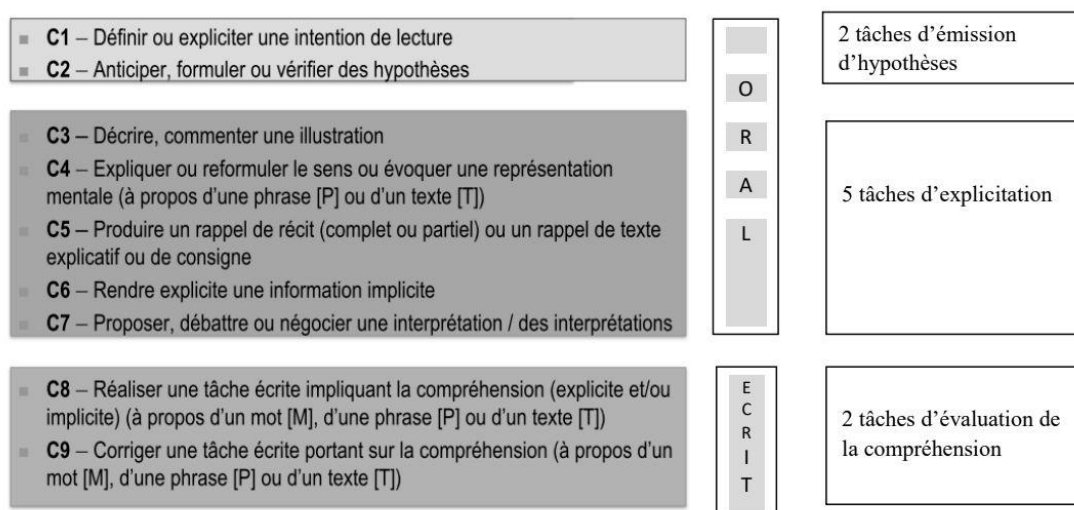 C1 – Définir ou expliciter une intention de lecture
C2 – Anticiper, formuler ou vérifier des hypothèses
C3 – Décrire, commenter une illustration
C4 – Expliquer ou reformuler le sens ou évoquer une représentation
mentale (à propos d'une phrase [P] ou d'un texte [T])
C5 – Produire un rappel de récit (complet ou partiel) ou un rappel de texte
explicatif ou de consigne
C6 – Rendre explicite une information implicite
C7 – Proposer, débattre ou négocier une interprétation / des interprétations
C8 – Réaliser une tâche écrite impliquant la compréhension (explicite et/ou
implicite) (à propos d'un mot [M], d'une phrase [P] ou d'un texte [T])
C9 – Corriger une tâche écrite portant sur la compréhension (à propos d'un
mot [M], d'une phrase [P] ou d'un texte [T])
O
R
A
L
E
C
R
I
T
2 tâches d'émission
d'hypothèses
5 tâches d'explicitation
2 tâches d'évaluation de
la compréhension